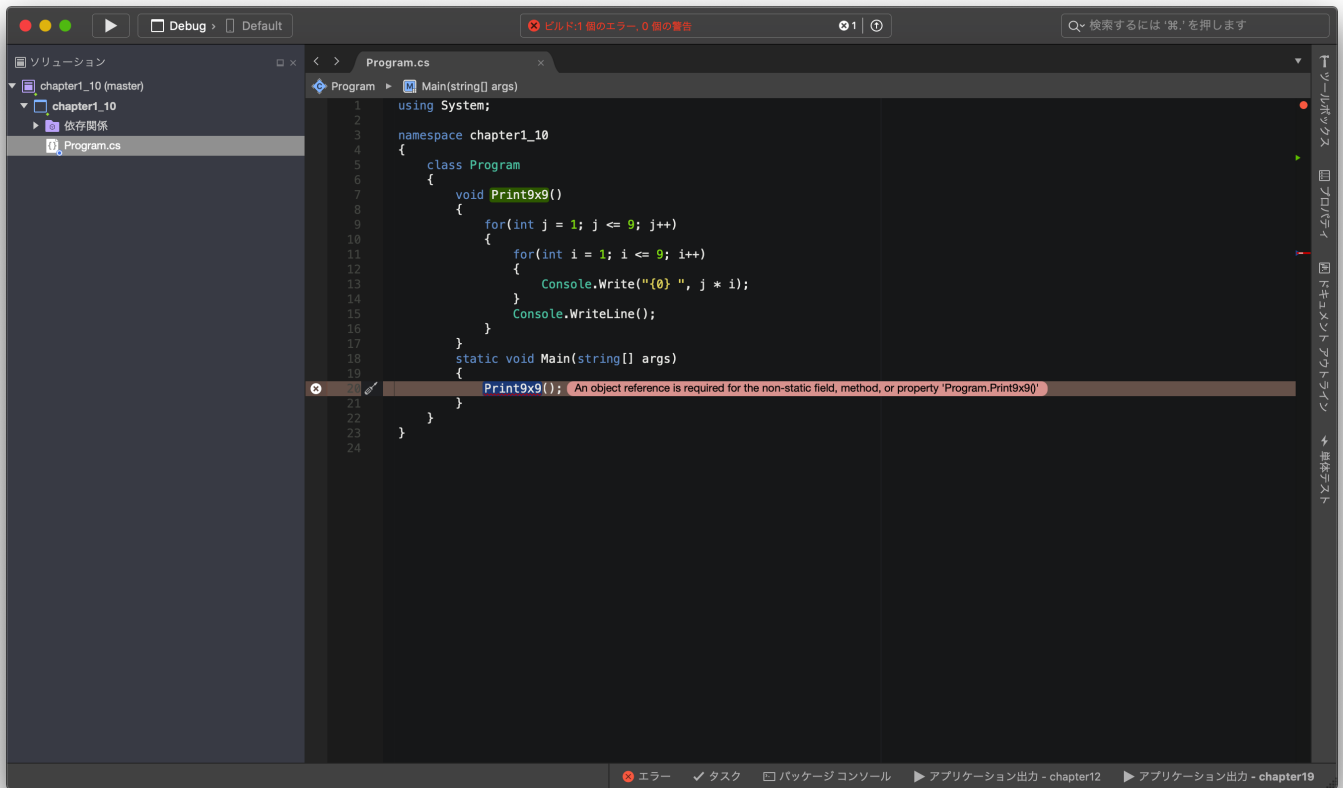 Debug › Default
ビルド:1 個のエラー, 0 個の警告
1
検索するには '⌘.' を押します
ソリューション
chapter1_10 (master)
chapter1_10
依存関係
Program.cs
Program.cs
Program ▸ Main(string[] args)
1 using System;
2
3 namespace chapter1_10
4 {
5 class Program
6 {
7 void Print9x9()
8 {
9 for(int j = 1; j <= 9; j++)
10 {
11 for(int i = 1; i <= 9; i++)
12 {
13 Console.Write("{0} ", j * i);
14 }
15 Console.WriteLine();
16 }
17 }
18 static void Main(string[] args)
19 {
20 Print9x9(); An object reference is required for the non-static field, method, or property 'Program.Print9x9()'
21 }
22 }
23 }
24
ツールボックス
プロパティ
ドキュメント アウトライン
単体テスト
エラー
タスク
パッケージ コンソール
アプリケーション出力 - chapter12
アプリケーション出力 - chapter19